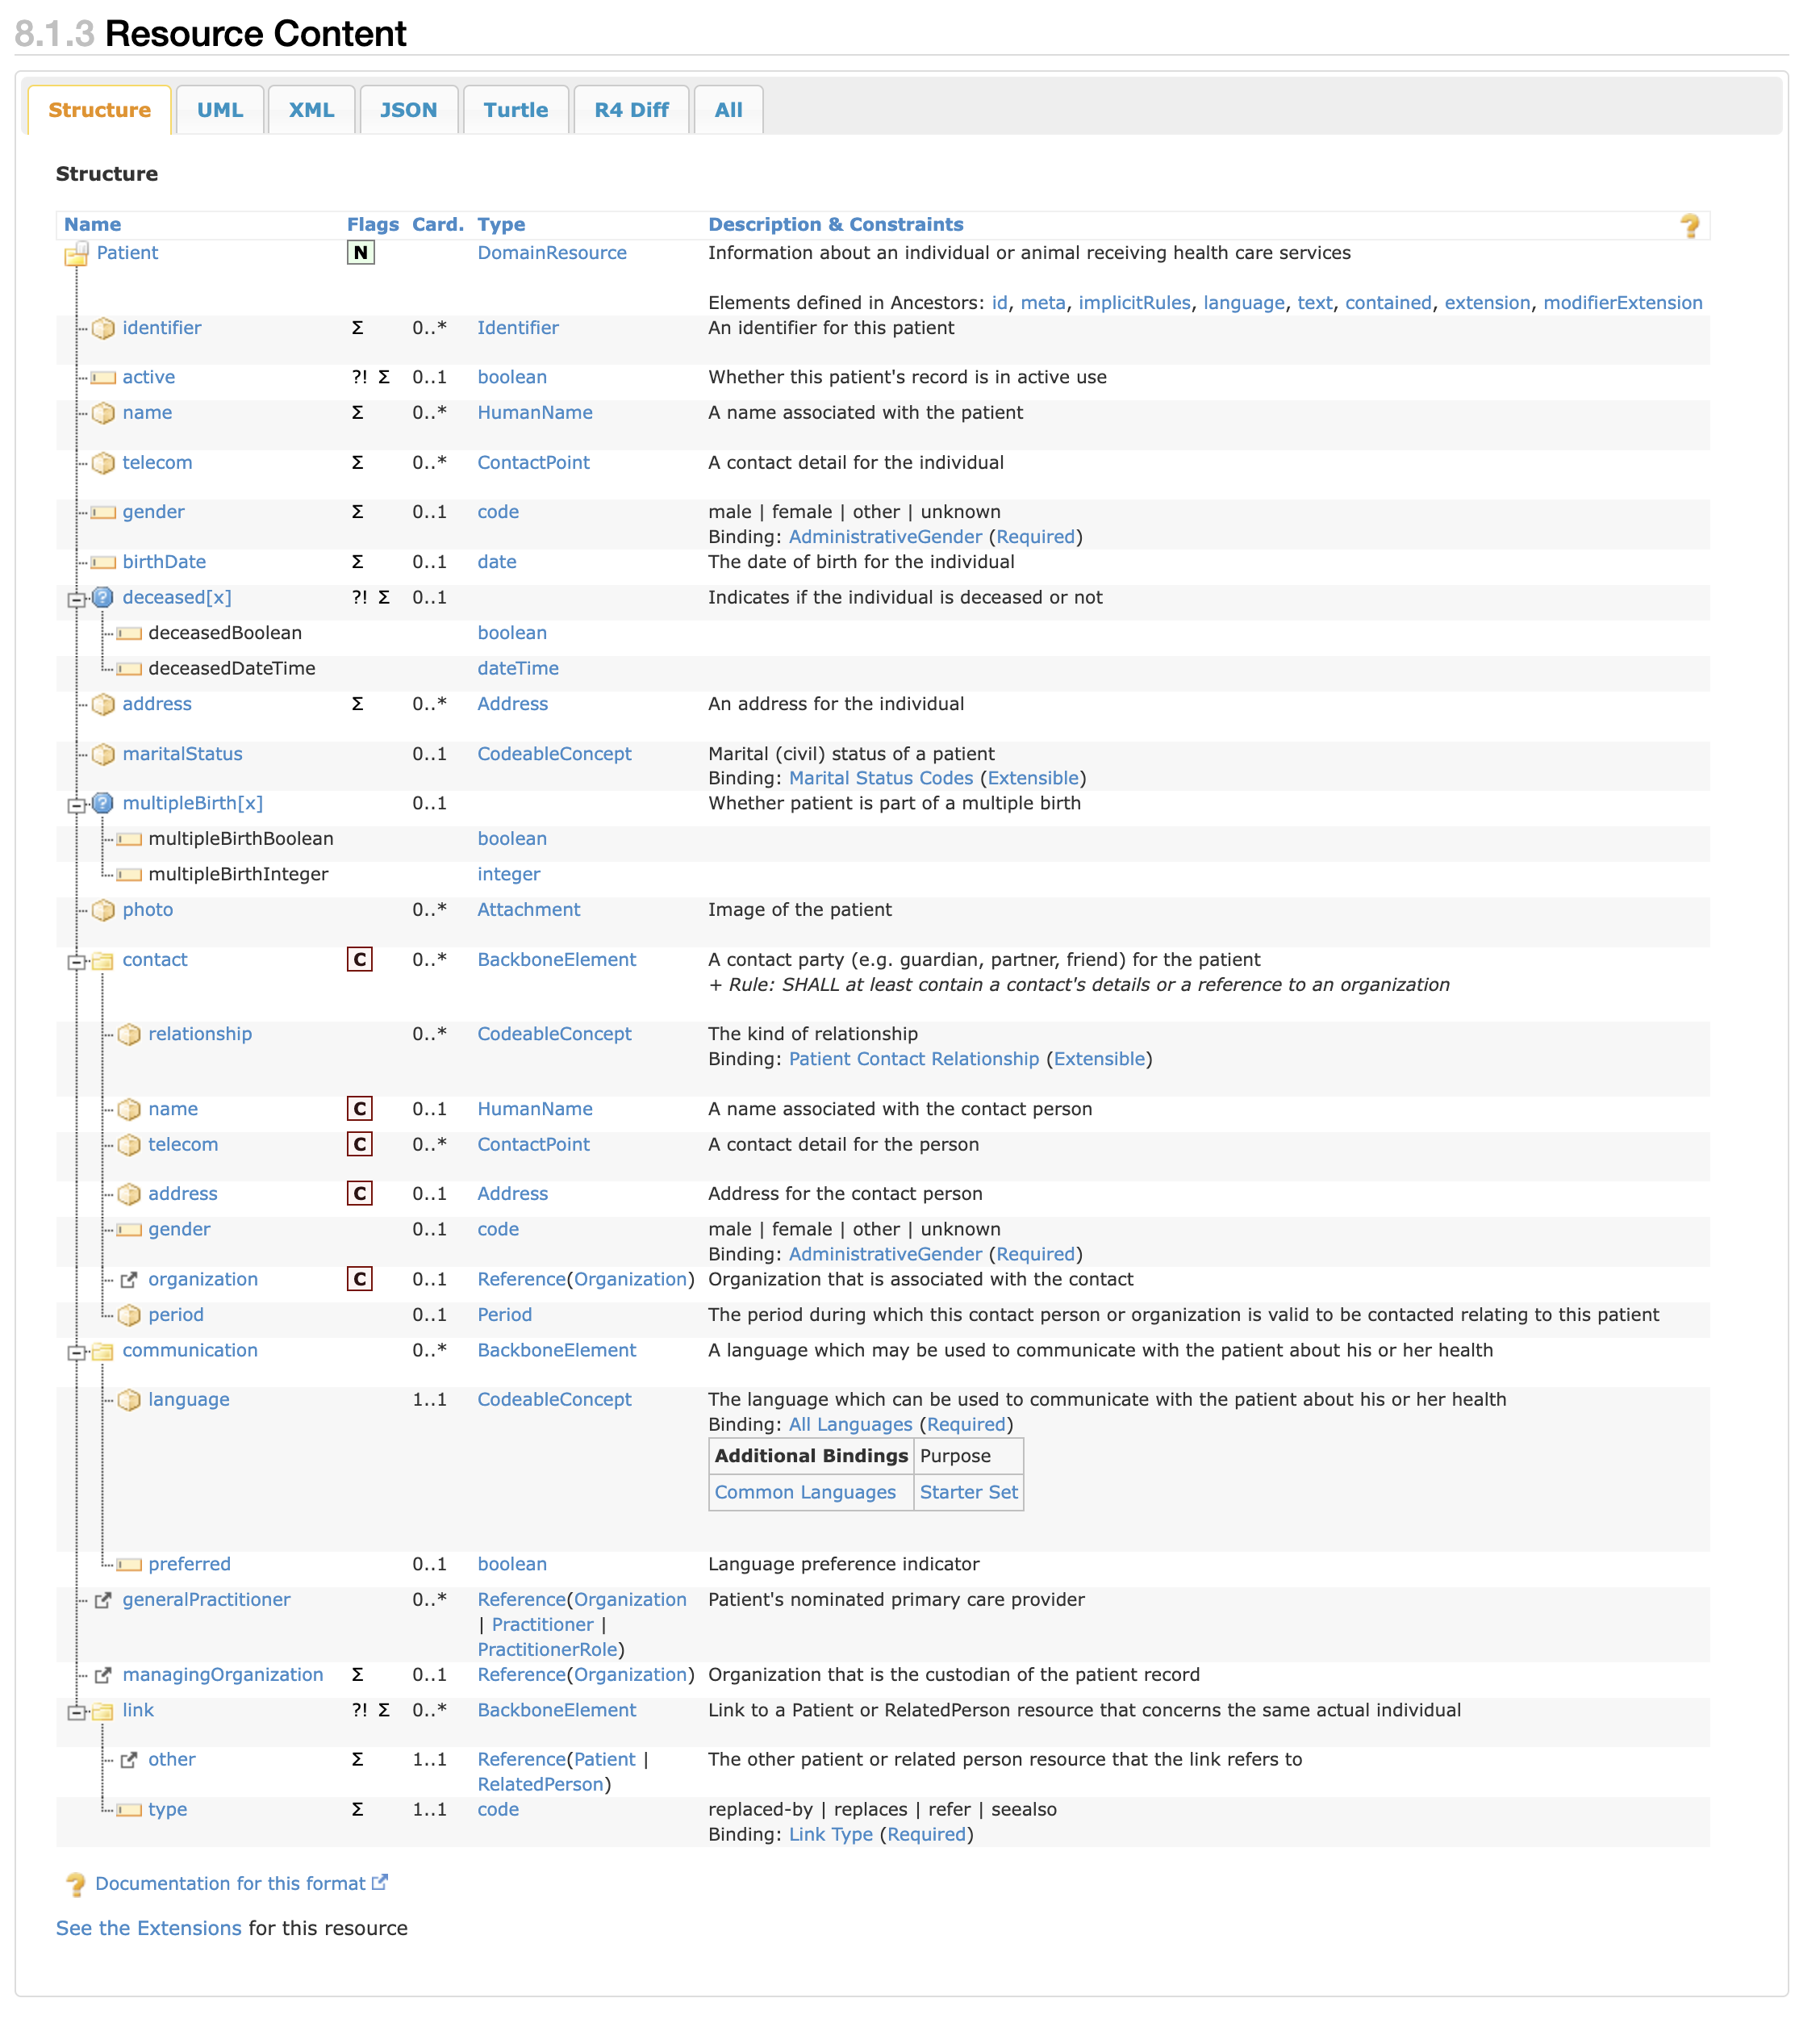 8.1.3 Resource Content
Structure UML XML JSON Turtle R4 Diff All
Structure
Name Flags Card. Type Description & Constraints
Patient N DomainResource Information about an individual or animal receiving health care services
Elements defined in Ancestors: id, meta, implicitRules, language, text, contained, extension, modifierExtension
identifier Σ 0..* Identifier An identifier for this patient
active ?! Σ 0..1 boolean Whether this patient's record is in active use
name Σ 0..* HumanName A name associated with the patient
telecom Σ 0..* ContactPoint A contact detail for the individual
gender Σ 0..1 code male | female | other | unknown
Binding: AdministrativeGender (Required)
birthDate Σ 0..1 date The date of birth for the individual
deceased[x] ?! Σ 0..1 Indicates if the individual is deceased or not
deceasedBoolean boolean
deceasedDateTime dateTime
address Σ 0..* Address An address for the individual
maritalStatus 0..1 CodeableConcept Marital (civil) status of a patient
Binding: Marital Status Codes (Extensible)
multipleBirth[x] 0..1 Whether patient is part of a multiple birth
multipleBirthBoolean boolean
multipleBirthInteger integer
photo 0..* Attachment Image of the patient
contact C 0..* BackboneElement A contact party (e.g. guardian, partner, friend) for the patient
+ Rule: SHALL at least contain a contact's details or a reference to an organization
relationship 0..* CodeableConcept The kind of relationship
Binding: Patient Contact Relationship (Extensible)
name C 0..1 HumanName A name associated with the contact person
telecom C 0..* ContactPoint A contact detail for the person
address C 0..1 Address Address for the contact person
gender 0..1 code male | female | other | unknown
Binding: AdministrativeGender (Required)
organization C 0..1 Reference(Organization) Organization that is associated with the contact
period 0..1 Period The period during which this contact person or organization is valid to be contacted relating to this patient
communication 0..* BackboneElement A language which may be used to communicate with the patient about his or her health
language 1..1 CodeableConcept The language which can be used to communicate with the patient about his or her health
Binding: All Languages (Required)
Additional Bindings Purpose
Common Languages Starter Set
preferred 0..1 boolean Language preference indicator
generalPractitioner 0..* Reference(Organization Patient's nominated primary care provider
| Practitioner |
PractitionerRole)
managingOrganization Σ 0..1 Reference(Organization) Organization that is the custodian of the patient record
link ?! Σ 0..* BackboneElement Link to a Patient or RelatedPerson resource that concerns the same actual individual
other Σ 1..1 Reference(Patient | The other patient or related person resource that the link refers to
RelatedPerson)
type Σ 1..1 code replaced-by | replaces | refer | seealso
Binding: Link Type (Required)
Documentation for this format
See the Extensions for this resource